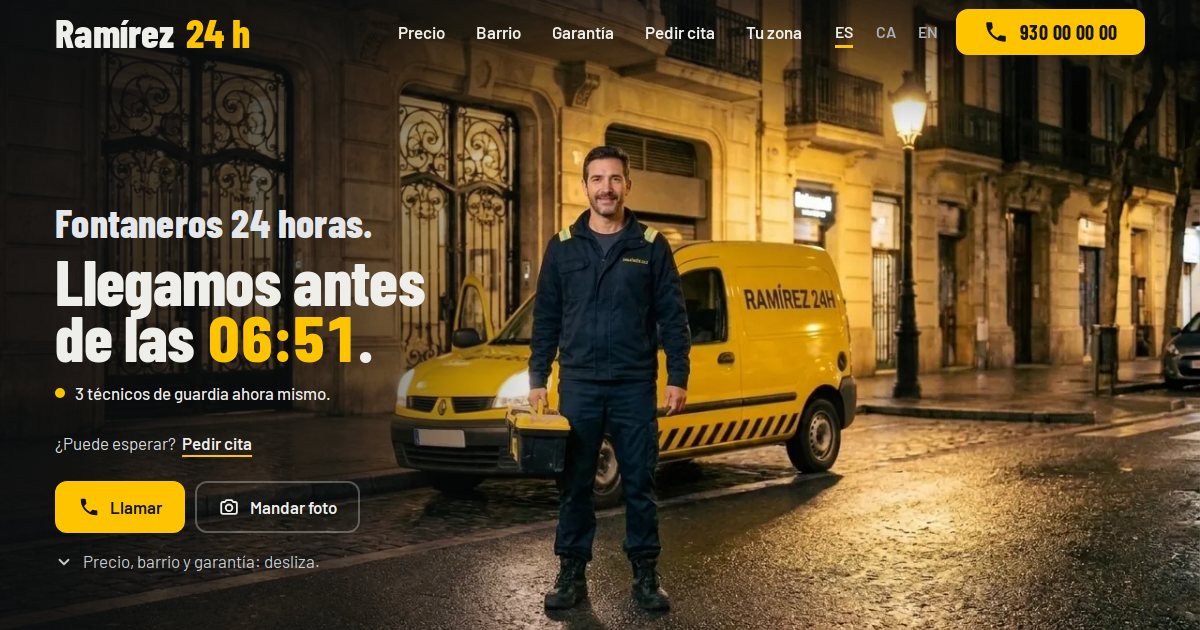 Ramírez 24 h
Precio Barrio Garantía Pedir cita Tu zona ES CA EN 930 00 00 00
Fontaneros 24 horas.
Llegamos antes
de las 06:51.
3 técnicos de guardia ahora mismo.
¿Puede esperar? Pedir cita
Llamar Mandar foto
Precio, barrio y garantía: desliza.
RAMÍREZ 24H